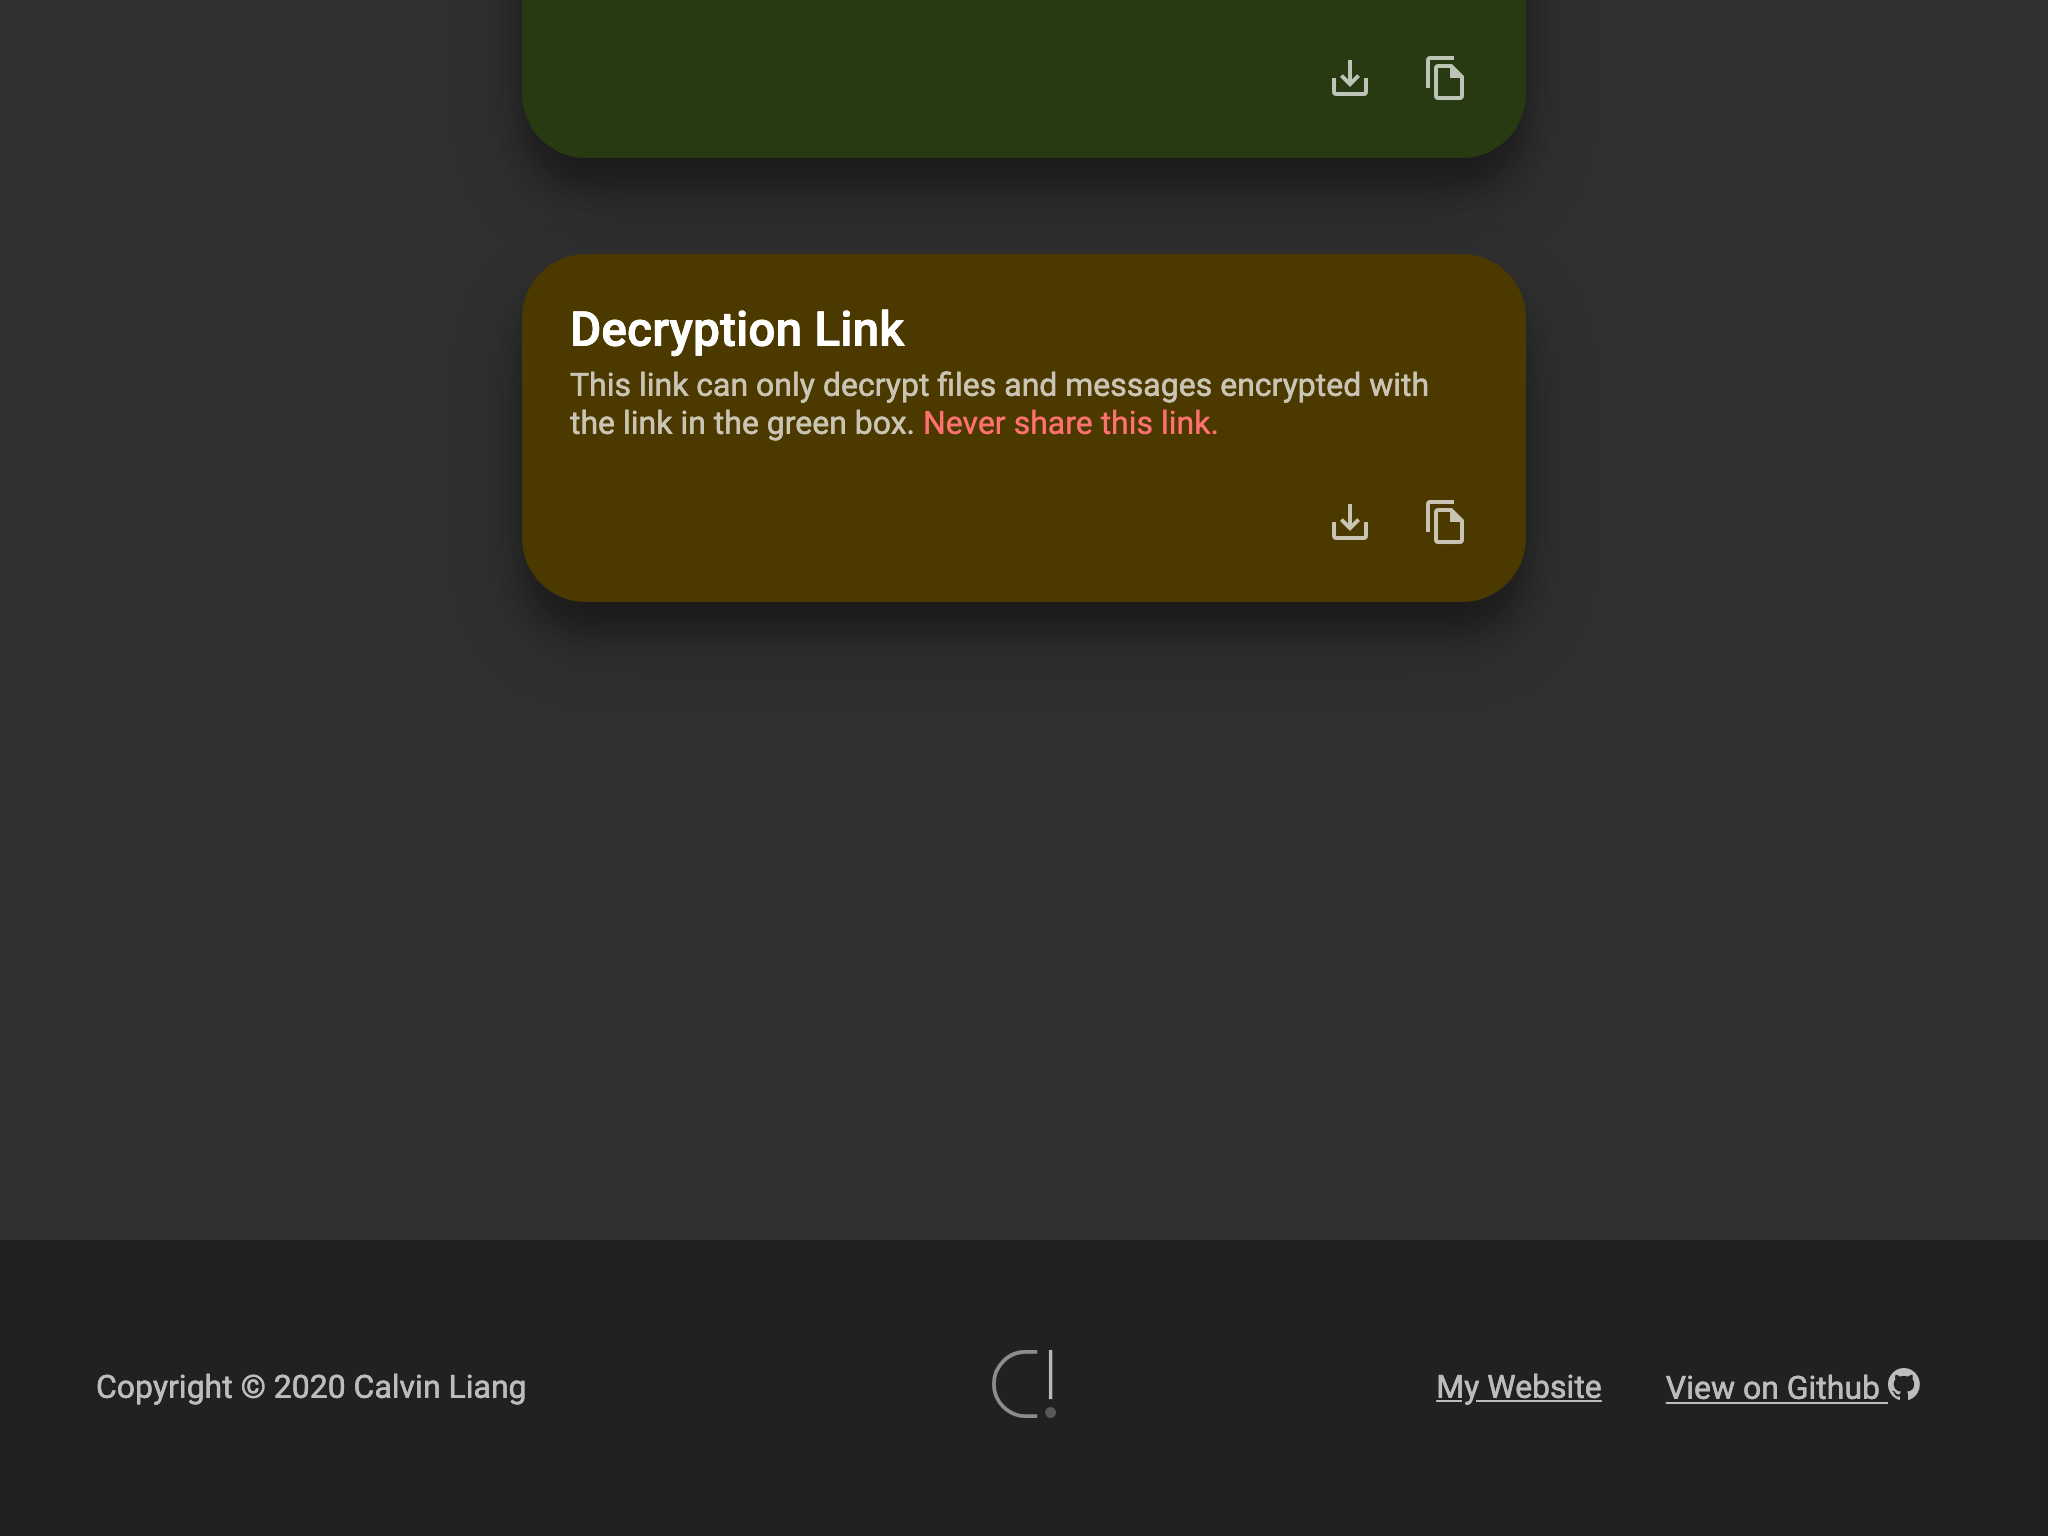 Decryption Link
This link can only decrypt files and messages encrypted with
the link in the green box. Never share this link.
Copyright © 2020 Calvin Liang
My Website
View on Github